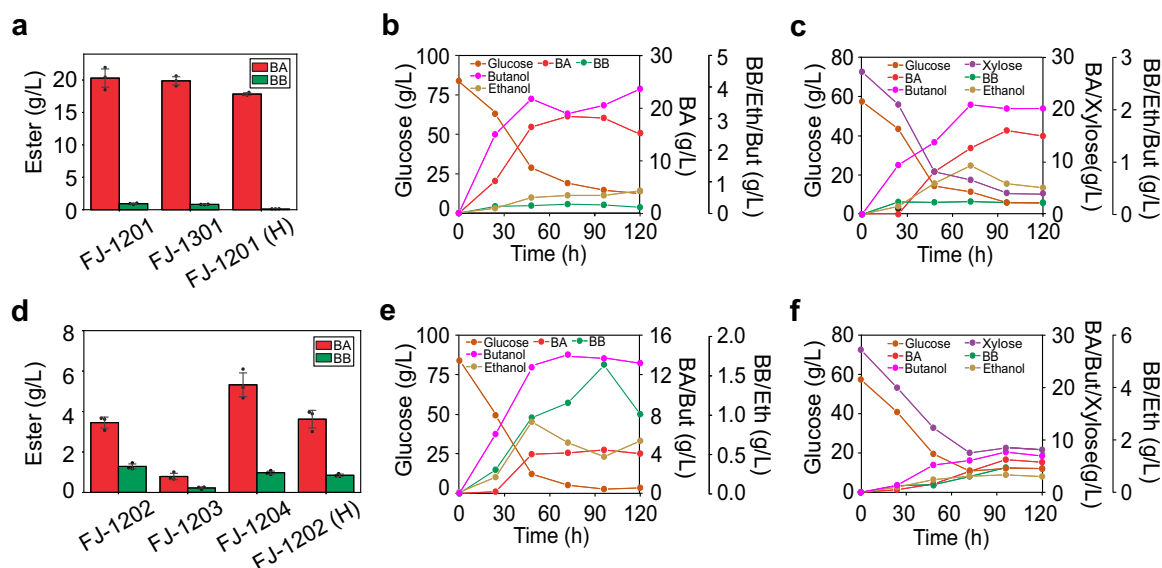 a
Ester (g/L)
20
15
10
5
0
BA
BB
FJ-1201
FJ-1301
FJ-1201 (H)
b
Glucose (g/L)
100
75
50
25
0
Glucose BA BB
Butanol
Ethanol
0 30 60 90 120
Time (h)
30
20
10
0
BA (g/L)
5
4
3
2
1
0
BB/Eth/But (g/L)
c
Glucose (g/L)
80
60
40
20
0
Glucose Xylose
BA BB
Butanol Ethanol
0 30 60 90 120
Time (h)
30
20
10
0
BA/Xylose(g/L)
3
2
1
0
BB/Eth/But (g/L)
d
Ester (g/L)
8
6
4
2
0
BA
BB
FJ-1202
FJ-1203
FJ-1204
FJ-1202 (H)
e
Glucose (g/L)
100
75
50
25
0
Glucose BA BB
Butanol
Ethanol
0 30 60 90 120
Time (h)
16
12
8
4
0
BA/But (g/L)
2.0
1.5
1.0
0.5
0.0
BB/Eth (g/L)
f
Glucose (g/L)
80
60
40
20
0
Glucose Xylose
BA BB
Butanol Ethanol
0 30 60 90 120
Time (h)
30
20
10
0
BA/But/Xylose(g/L)
6
4
2
0
BB/Eth (g/L)